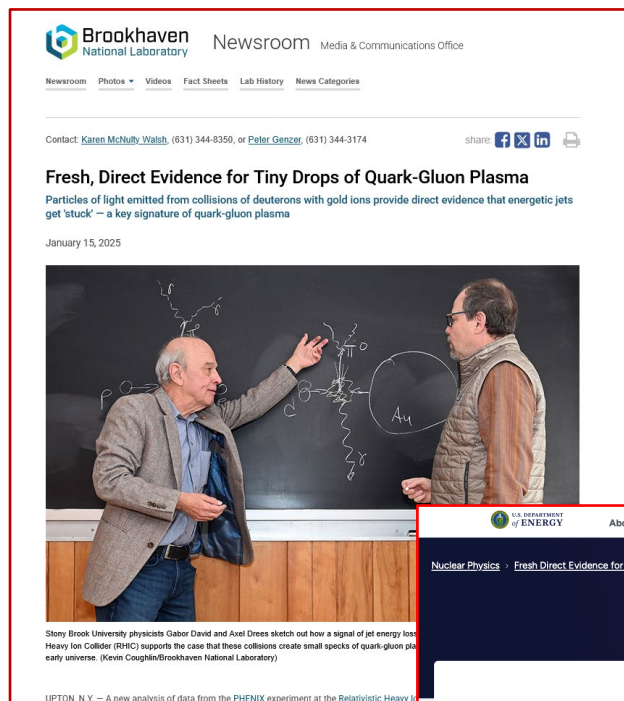 Brookhaven
National Laboratory
Newsroom Media & Communications Office
Newsroom Photos Videos Fact Sheets Lab History News Categories
Contact: Karen McNulty Walsh, (631) 344-8350, or Peter Genzer, (631) 344-3174 share:
Fresh, Direct Evidence for Tiny Drops of Quark-Gluon Plasma
Particles of light emitted from collisions of deuterons with gold ions provide direct evidence that energetic jets
get 'stuck' — a key signature of quark-gluon plasma
January 15, 2025
p
d
Au
γ
U.S. DEPARTMENT
of ENERGY
Nuclear Physics > Fresh Direct Evidence for
Stony Brook University physicists Gabor David and Axel Drees sketch out how a signal of jet energy loss
Heavy Ion Collider (RHIC) supports the case that these collisions create small specks of quark-gluon
early universe. (Kevin Coughlin/Brookhaven National Laboratory)
UPTON, N.Y. — A new analysis of data from the PHENIX experiment at the Relativistic Heavy